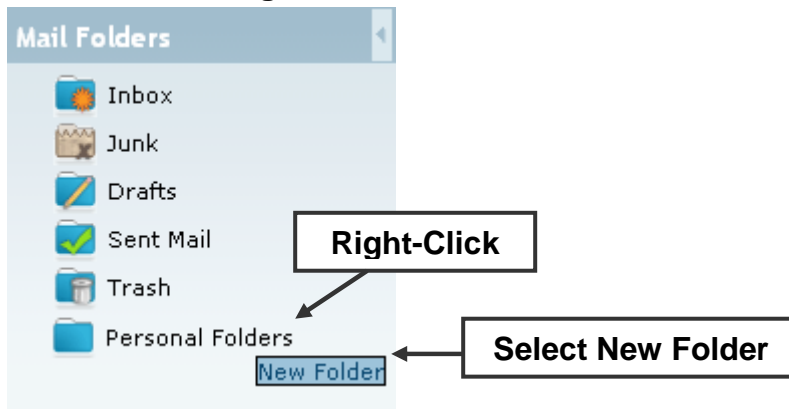 Mail Folders
Inbox
Junk
Drafts
Sent Mail
Right-Click
Trash
Personal Folders
Select New Folder
New Folder